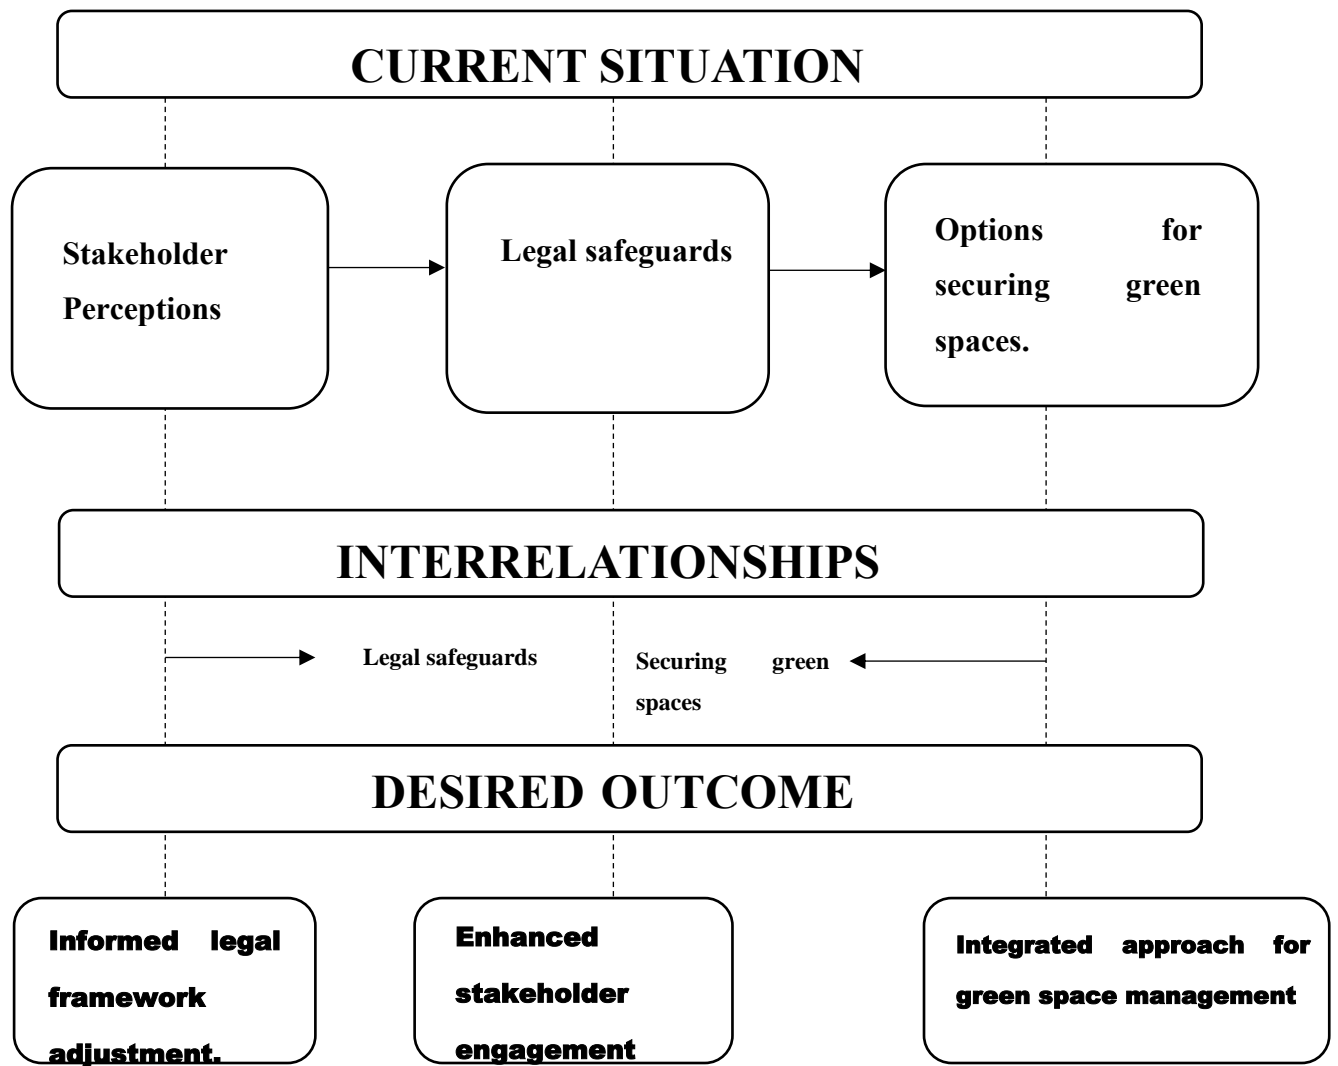 CURRENT SITUATION
Stakeholder
Perceptions
Legal safeguards
Options for
securing green
spaces.
INTERRELATIONSHIPS
Legal safeguards
Securing green
spaces
DESIRED OUTCOME
Informed legal
framework
adjustment.
Enhanced
stakeholder
engagement
Integrated approach for
green space management